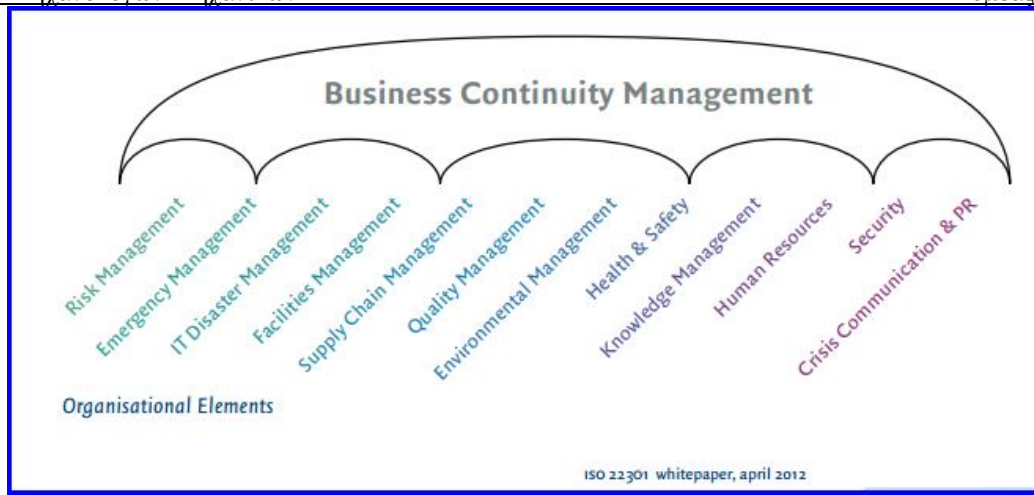 Business Continuity Management
Risk Management
Emergency Management
IT Disaster Management
Facilities Management
Supply Chain Management
Quality Management
Environmental Management
Health & Safety
Knowledge Management
Human Resources
Security
Crisis Communication & PR
Organisational Elements
ISO 22301 whitepaper, april 2012